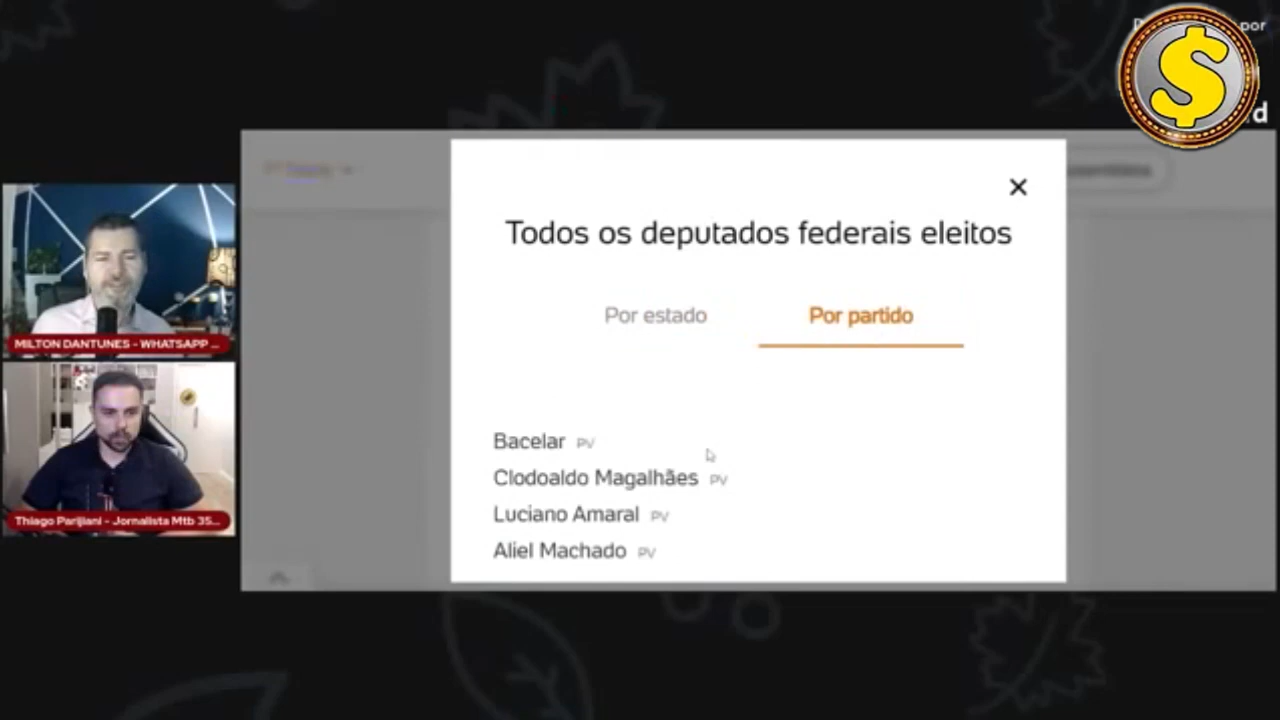 por
d
Todos os deputados federais eleitos
Por estado
Por partido
Bacelar PV
Clodoaldo Magalhães PV
Luciano Amaral PV
Aliel Machado PV
MILTON DANTUNES - WHATSAPP ...
Thiago Parijiani - Jornalista Mtb 35...